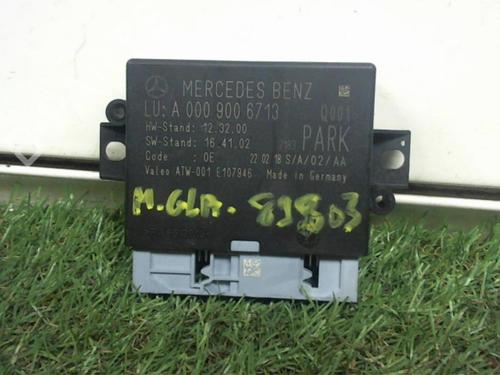 MERCEDES BENZ
LU: A 000 900 6713 Q001
HW-Stand: 12.32.00
SW-Stand: 16.41.02 PARK
Code : 0E 22 02 18 S/A/02/AA
Valeo ATW-001 E107946 Made in Germany
M.GLA. 89803